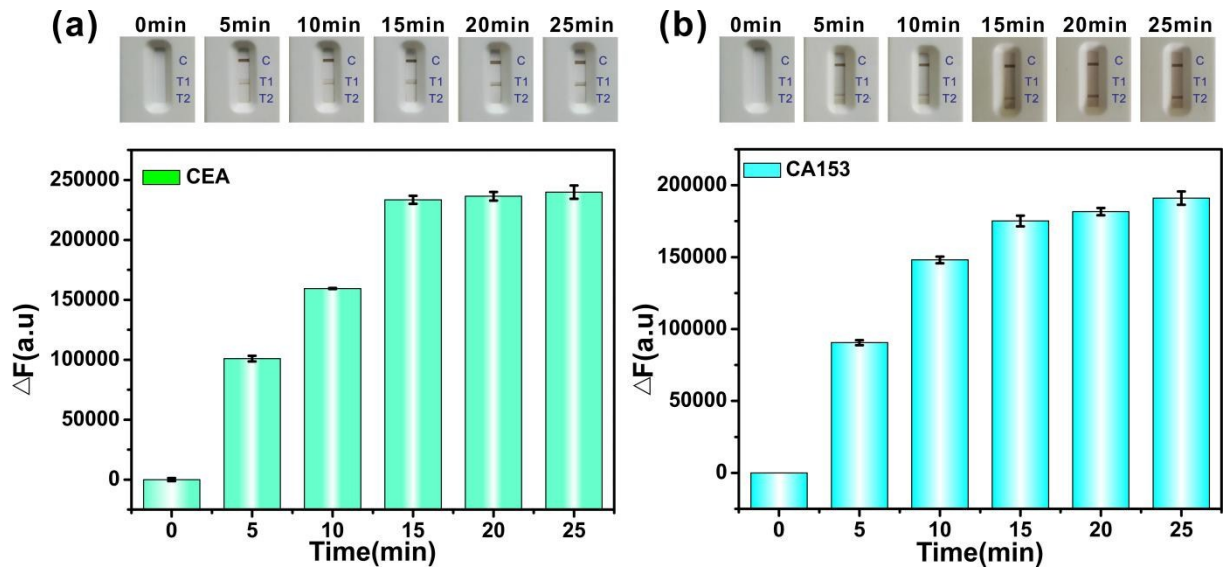 (a) 0min 5min 10min 15min 20min 25min
C C C C C C
T1 T1 T1 T1 T1 T1
T2 T2 T2 T2 T2 T2
CEA
250000
200000
150000
100000
50000
0
△F(a.u)
0 5 10 15 20 25
Time(min)
(b) 0min 5min 10min 15min 20min 25min
C C C C C C
T1 T1 T1 T1 T1 T1
T2 T2 T2 T2 T2 T2
CA153
200000
150000
100000
50000
0
△F(a.u)
0 5 10 15 20 25
Time(min)